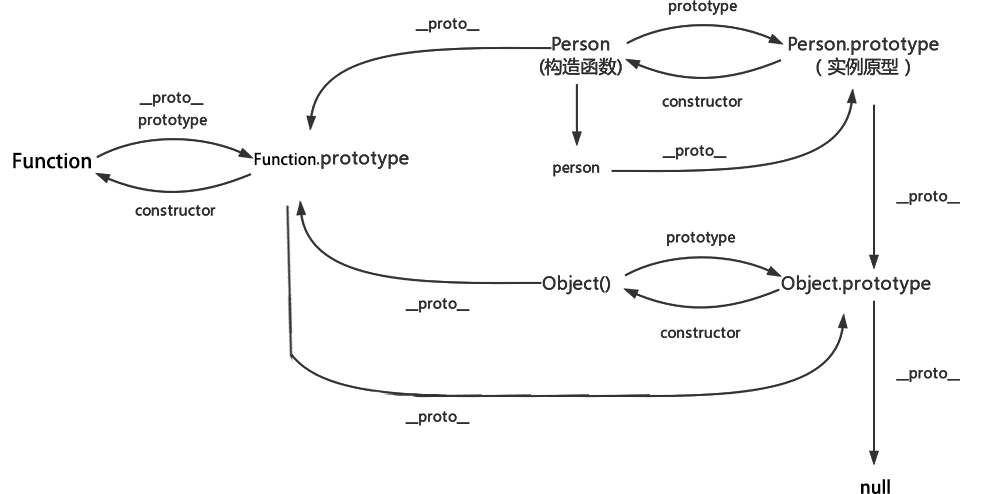 prototype
__proto__
Person
(构造函数)
Person.prototype
（实例原型）
constructor
__proto__
prototype
Function
Function.prototype
constructor
person
__proto__
__proto__
prototype
Object()
Object.prototype
__proto__
constructor
__proto__
__proto__
null